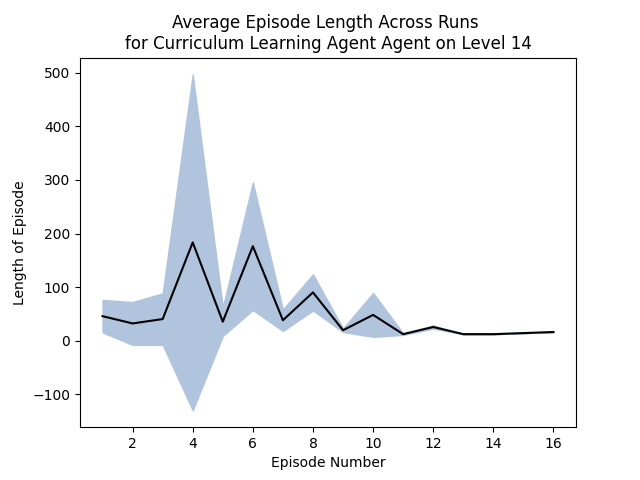 Average Episode Length Across Runs
for Curriculum Learning Agent Agent on Level 14
500
400
300
200
100
0
−100
Length of Episode
2 4 6 8 10 12 14 16
Episode Number